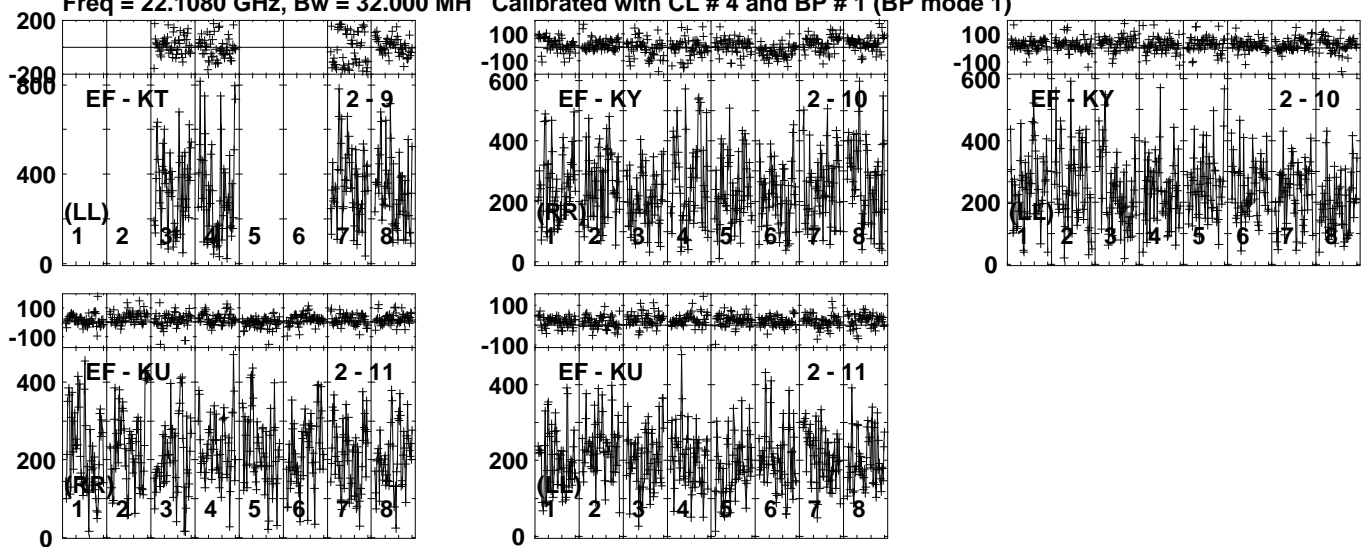 Freq = 22.1080 GHz, Bw = 32.000 MH Calibrated with CL # 4 and BP # 1 (BP mode 1)
200
-200
800
400
0
EF - KT
2 - 9
(LL)
1 2 3 4 5 6 7 8
100
-100
600
400
200
0
EF - KY
2 - 10
(RR)
1 2 3 4 5 6 7 8
100
-100
600
400
200
0
EF - KY
2 - 10
(LL)
1 2 3 4 5 6 7 8
100
-100
400
200
0
EF - KU
2 - 11
(RR)
1 2 3 4 5 6 7 8
100
-100
400
200
0
EF - KU
2 - 11
(LL)
1 2 3 4 5 6 7 8